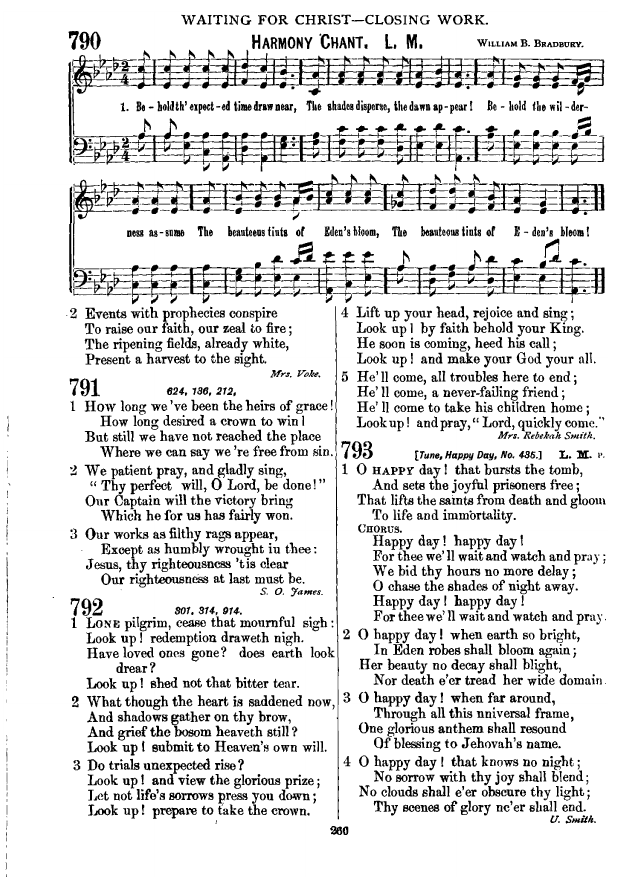 WAITING FOR CHRIST—CLOSING WORK.
790
HARMONY CHANT. L. M.
WILLIAM B. BRADBURY.
1. Be - hold th' expect - ed time draw near, The shades disperse, the dawn ap - pear! Be - hold the wil - der-
ness as - sume The beauteous tints of Eden's bloom, The beauteous tints of E - den's bloom!
2 Events with prophecies conspire
To raise our faith, our zeal to fire;
The ripening fields, already white,
Present a harvest to the sight.
Mrs. Voke.
791
624, 136, 212.
1 How long we've been the heirs of grace!
How long desired a crown to win!
But still we have not reached the place
Where we can say we're free from sin.
2 We patient pray, and gladly sing,
" Thy perfect will, O Lord, be done!"
Our Captain will the victory bring
Which he for us has fairly won.
3 Our works as filthy rags appear,
Except as humbly wrought in thee:
Jesus, thy righteousness 'tis clear
Our righteousness at last must be.
S. O. James.
792
301, 314, 914.
1 LONE pilgrim, cease that mournful sigh:
Look up! redemption draweth nigh.
Have loved ones gone? does earth look
drear?
Look up! shed not that bitter tear.
2 What though the heart is saddened now,
And shadows gather on thy brow,
And grief the bosom heaveth still?
Look up! submit to Heaven's own will.
3 Do trials unexpected rise?
Look up! and view the glorious prize;
Let not life's sorrows press you down;
Look up! prepare to take the crown.
4 Lift up your head, rejoice and sing;
Look up! by faith behold your King.
He soon is coming, heed his call;
Look up! and make your God your all.
5 He'll come, all troubles here to end;
He'll come, a never-failing friend;
He'll come to take his children home;
Look up! and pray, " Lord, quickly come."
Mrs. Rebekah Smith.
793
[Tune, Happy Day, No. 435.] L. M. P.
1 O HAPPY day! that bursts the tomb,
And sets the joyful prisoners free;
That lifts the saints from death and gloom
To life and immortality.
CHORUS.
Happy day! happy day!
For thee we'll wait and watch and pray;
We bid thy hours no more delay;
O chase the shades of night away.
Happy day! happy day!
For thee we'll wait and watch and pray.
2 O happy day! when earth so bright,
In Eden robes shall bloom again;
Her beauty no decay shall blight,
Nor death e'er tread her wide domain.
3 O happy day! when far around,
Through all this universal frame,
One glorious anthem shall resound
Of blessing to Jehovah's name.
4 O happy day! that knows no night;
No sorrow with thy joy shall blend;
No clouds shall e'er obscure thy light;
Thy scenes of glory ne'er shall end.
U. Smith.
260